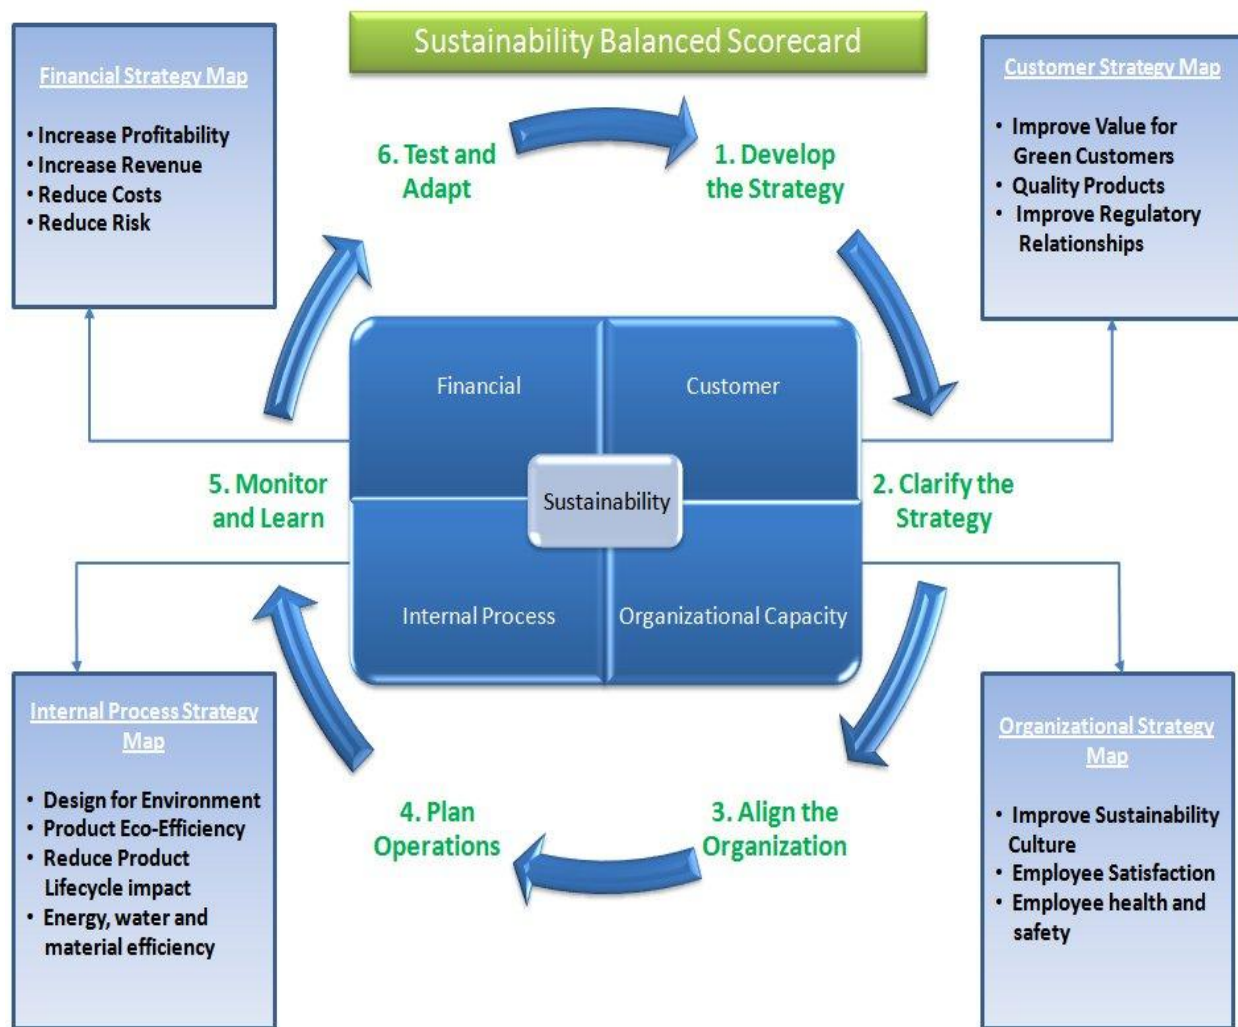 Sustainability Balanced Scorecard
Financial Strategy Map
• Increase Profitability
• Increase Revenue
• Reduce Costs
• Reduce Risk
Customer Strategy Map
• Improve Value for
Green Customers
• Quality Products
• Improve Regulatory
Relationships
6. Test and
Adapt
1. Develop
the Strategy
Financial
Customer
5. Monitor
and Learn
Sustainability
2. Clarify the
Strategy
Internal Process
Organizational Capacity
Internal Process Strategy
Map
• Design for Environment
• Product Eco-Efficiency
• Reduce Product
Lifecycle impact
• Energy, water and
material efficiency
4. Plan
Operations
3. Align the
Organization
Organizational Strategy
Map
• Improve Sustainability
Culture
• Employee Satisfaction
• Employee health and
safety